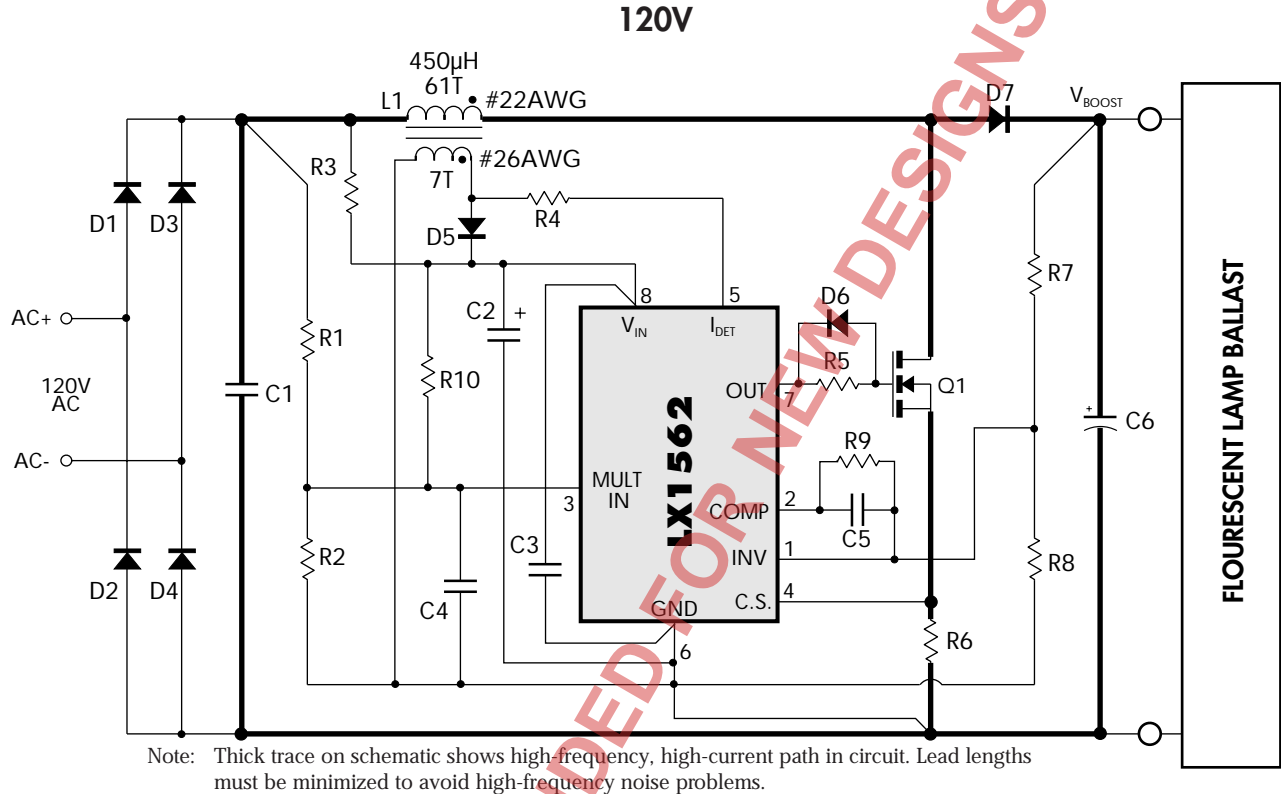 120V
450µH
61T
L1
#22AWG
#26AWG
7T
D7
V_BOOST
R3
D1
D3
D5
R4
R7
AC+
120V
AC
AC-
C1
R1
R10
C2 +
8
V_IN
5
I_DET
D6
R5
OUT
7
Q1
+
C6
R9
MULT
IN
3
LX1562
COMP
2
C5
INV
1
C.S.
4
GND
6
D2
D4
R2
C4
C3
R8
R6
FLOURESCENT LAMP BALLAST
NDED FOR NEW DESIGNS
Note: Thick trace on schematic shows high-frequency, high-current path in circuit. Lead lengths
must be minimized to avoid high-frequency noise problems.